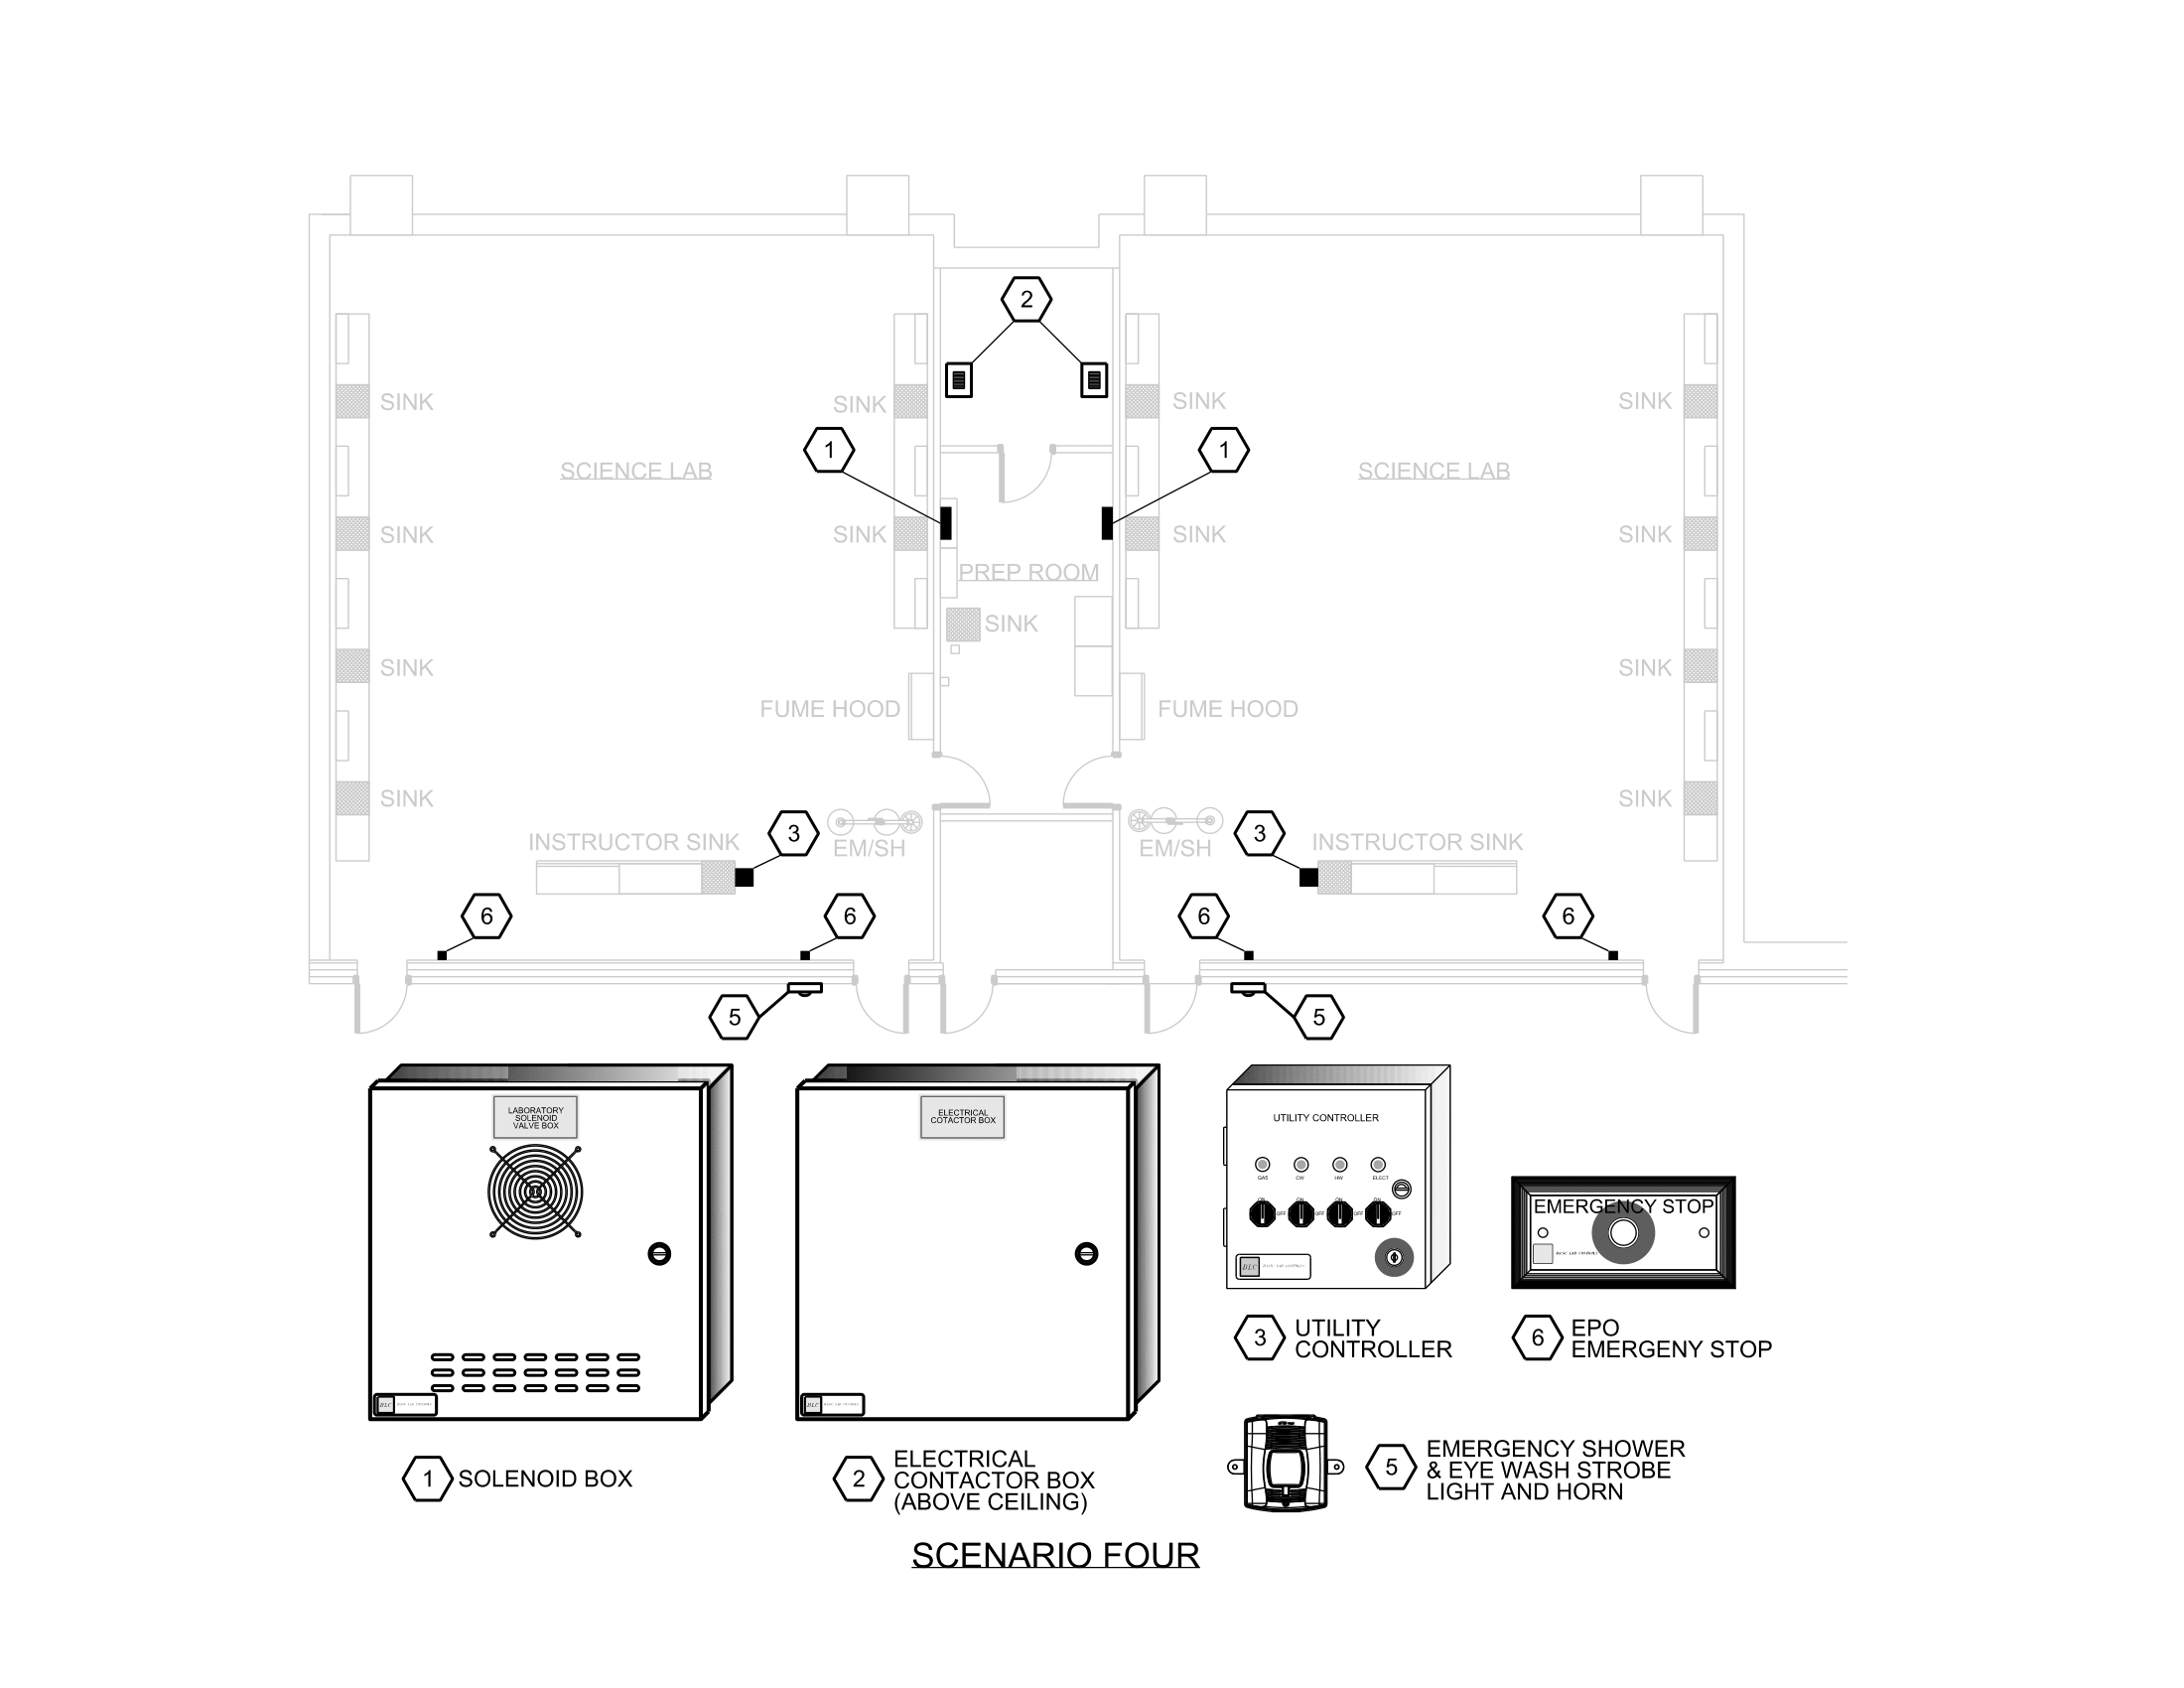 2
SINK
SINK
SINK
SINK
1
1
SCIENCE LAB
SCIENCE LAB
SINK
SINK
SINK
SINK
PREP ROOM
SINK
SINK
SINK
FUME HOOD
FUME HOOD
SINK
SINK
INSTRUCTOR SINK
3
EM/SH
EM/SH
3
INSTRUCTOR SINK
6
6
6
6
5
5
LABORATORY
SOLENOID
VALVE BOX
ELECTRICAL
COTACTOR BOX
UTILITY CONTROLLER
GAS
CW
HW
ELECT
ON
ON
ON
ON
OFF
OFF
OFF
OFF
BLC
EMERGENCY STOP
BLC
BLC
3
UTILITY
CONTROLLER
6
EPO
EMERGENY STOP
1
SOLENOID BOX
2
ELECTRICAL
CONTACTOR BOX
(ABOVE CEILING)
5
EMERGENCY SHOWER
& EYE WASH STROBE
LIGHT AND HORN
SCENARIO FOUR